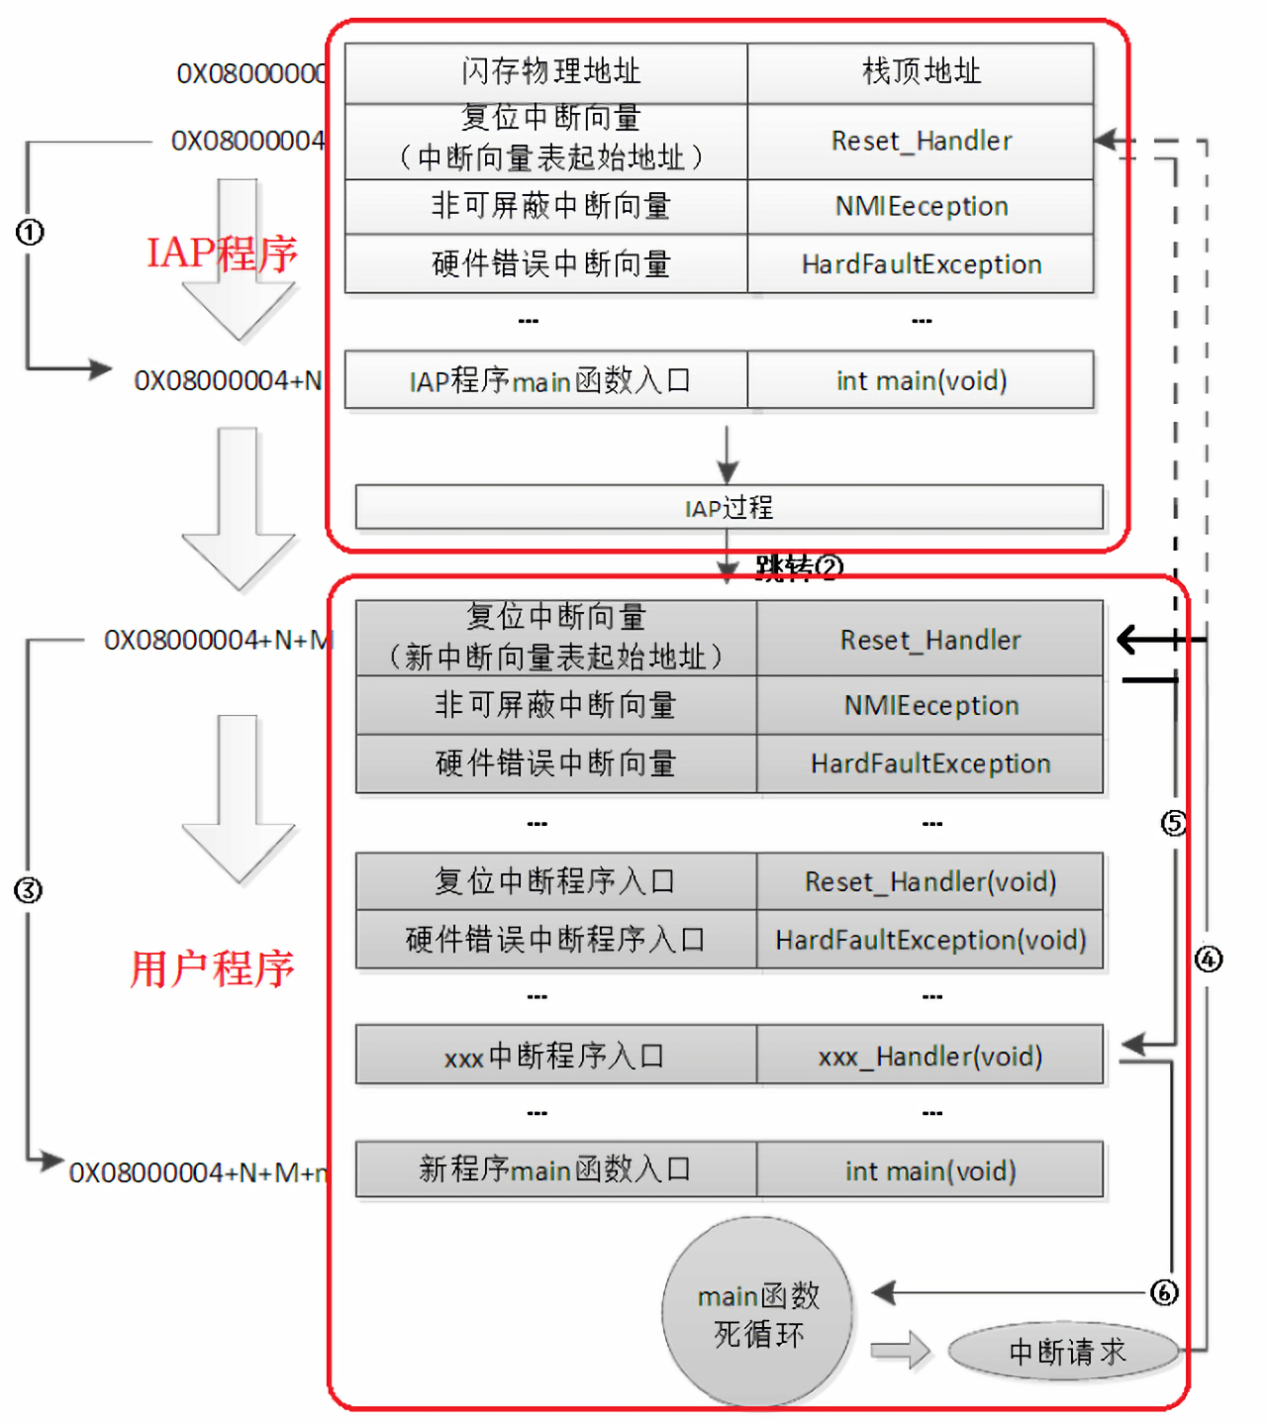 0X08000000 闪存物理地址 栈顶地址
0X08000004 复位中断向量 Reset_Handler
（中断向量表起始地址）
非可屏蔽中断向量 NMIEeception
①
IAP程序
硬件错误中断向量 HardFaultException
... ...
0X08000004+N IAP程序main函数入口 int main(void)
IAP过程
跳转②
0X08000004+N+M 复位中断向量 Reset_Handler
（新中断向量表起始地址）
非可屏蔽中断向量 NMIEeception
硬件错误中断向量 HardFaultException
... ... ⑤
③ 复位中断程序入口 Reset_Handler(void)
硬件错误中断程序入口 HardFaultException(void)
用户程序 ④
... ...
xxx中断程序入口 xxx_Handler(void)
... ...
0X08000004+N+M+n 新程序main函数入口 int main(void)
main函数 ⑥
死循环
中断请求